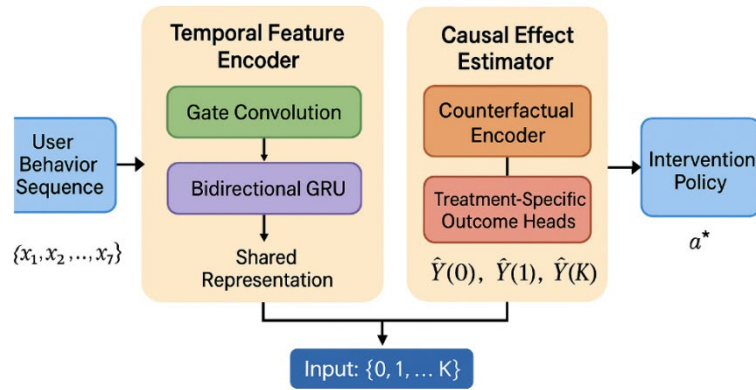 User
Behavior
Sequence
{x₁, x₂, .., x₇}
Temporal Feature
Encoder
Gate Convolution
Bidirectional GRU
Shared
Representation
Causal Effect
Estimator
Counterfactual
Encoder
Treatment-Specific
Outcome Heads
Ŷ(0), Ŷ(1), Ŷ(K)
Intervention
Policy
a*
Input: {0, 1, ... K}